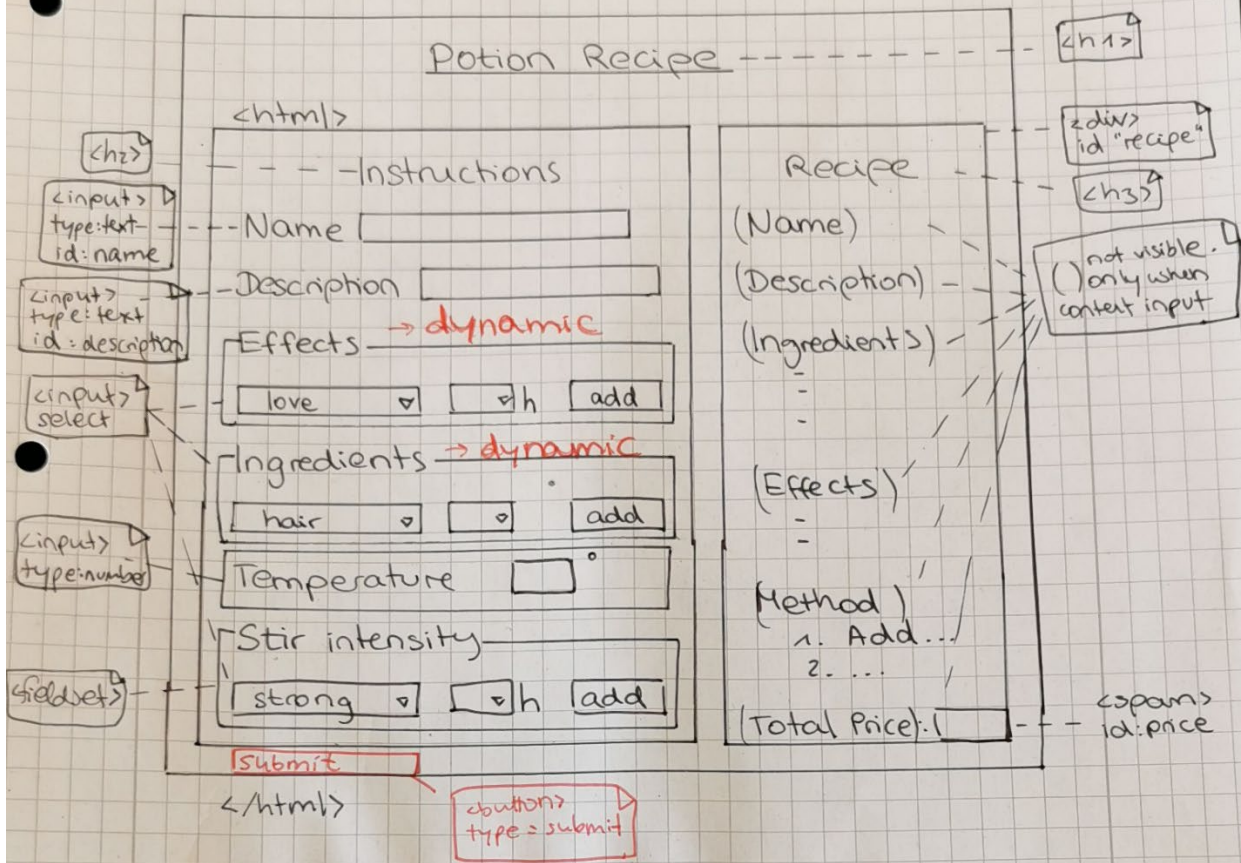 Potion Recipe
<h1>
<html>
<div>
id "recipe"
<h2>
Instructions
Recipe
<h3>
<input>
type:text
id:name
Name
(Name)
not visible.
( ) only when
content input
<input>
type:text
id:description
Description
(Description)
→ dynamic
Effects
(Ingredients)
-
-
-
<input>
select
love
h
add
→ dynamic
Ingredients
(Effects)
-
-
hair
add
<input>
type:number
Temperature
°
(Method)
1. Add...
2. ...
Stir intensity
<fieldset>
strong
h
add
(Total Price):
<span>
id:price
submit
</html>
<button>
type = submit